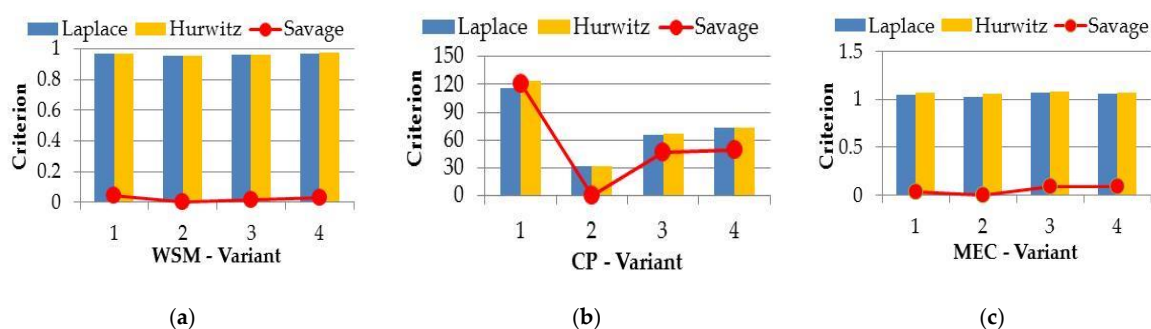 Laplace Hurwitz Savage
1
0.8
0.6
0.4
0.2
0
Criterion
1 2 3 4
WSM - Variant
(a)
Laplace Hurwitz Savage
150
120
90
60
30
0
Criterion
1 2 3 4
CP - Variant
(b)
Laplace Hurwitz Savage
1.5
1
0.5
0
Criterion
1 2 3 4
MEC - Variant
(c)